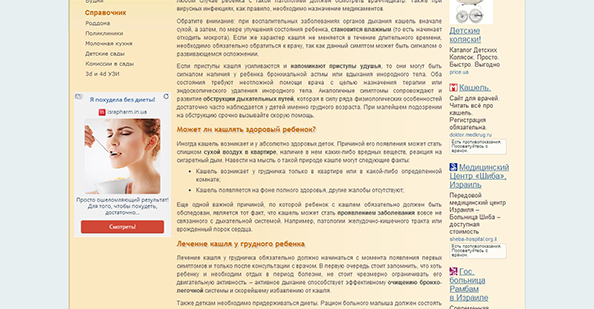 Будни
Справочник
Роддома
Поликлиники
Молочная кухня
Детские сады
Самовары в детский сад
3d и 4d УЗИ
Я похудела без диеты!
israpharm.in.ua
Просто ошеломляющий результат!
Для того, чтобы похудеть,
достаточно...
Смотреть!
при вирусных инфекциях, как правило, необходимо назначение медикаментов.
Обратите внимание: при воспалительных заболеваниях органов дыхания кашель вначале
сухой, а затем, по мере улучшения состояния ребенка, становится влажным (то есть начинает
отходить мокрота). Если же характер кашля не меняется в течение длительного времени,
необходимо обязательно обратиться к врачу, так как данный симптом может быть сигналом о
развивающемся осложнении.
Если приступы кашля усиливаются и напоминают приступы удушья, то они могут быть
сигналом наличия у ребенка бронхиальной астмы или вдыхания инородного тела. Оба
состояния требуют неотложной помощи врача с целью назначения терапии или
эндоскопического удаления инородного тела. Аналогичные симптомы сопровождают и
развитие обструкции дыхательных путей, которая в силу ряда физиологических особенностей
достаточно часто наблюдается у детей именно грудного возраста. При малейшем подозрении
на обструкцию срочно вызывайте скорую помощь.
Может ли кашлять здоровый ребенок?
Иногда кашель возникает и у абсолютно здоровых деток. Причиной его появления может стать
слишком сухой воздух в квартире, наличие в нем каких-либо вредных веществ, реакция на
сигаретный дым. Навести на мысль о такой природе кашля могут следующие факты:
• Кашель возникает у грудничка только в квартире или в какой-либо определенной
комнате;
• Кашель появляется на фоне полного здоровья, другие жалобы отсутствуют;
Еще одной важной причиной, по которой ребенок с кашлем обязательно должен быть
обследован, является тот факт, что кашель может стать проявлением заболевания вовсе
не связанного с дыхательной системой. Например, патологии желудочно-кишечного тракта или
врожденный порок сердца.
Лечение кашля у грудного ребенка
Лечение кашля у грудничка обязательно должно начинаться с момента появления первых
симптомов и только после консультации с врачом. В первую очередь стоит запомнить, что хоть
ребенку и необходим отдых в период болезни, не стоит чрезмерно ограничивать его
двигательную активность – активное дыхание способствует эффективному очищению бронхо-
легочной системы и скорейшему избавлению от кашля.
Также деткам необходимо придерживаться диеты. Рацион больного малыша должен состоять
Детские
коляски!
Каталог Детских
Колясок. Просто.
Быстро. Выгодно
price.ua
Кашель.
Сайт для врачей.
Читать всё про
кашель.
Регистрация
обязательна.
doktor.medkrug.ru
Есть противопоказания.
Посоветуйтесь с
врачом.
Медицинский
Центр «Шиба»,
Израиль
Передовой
медицинский центр
Израиля –
Больница Шиба –
доступная
стоимость
sheba-hospital.org.il
Есть противопоказания.
Посоветуйтесь с
врачом.
Гос.
больница
Рамбам
в Израиле
Современная